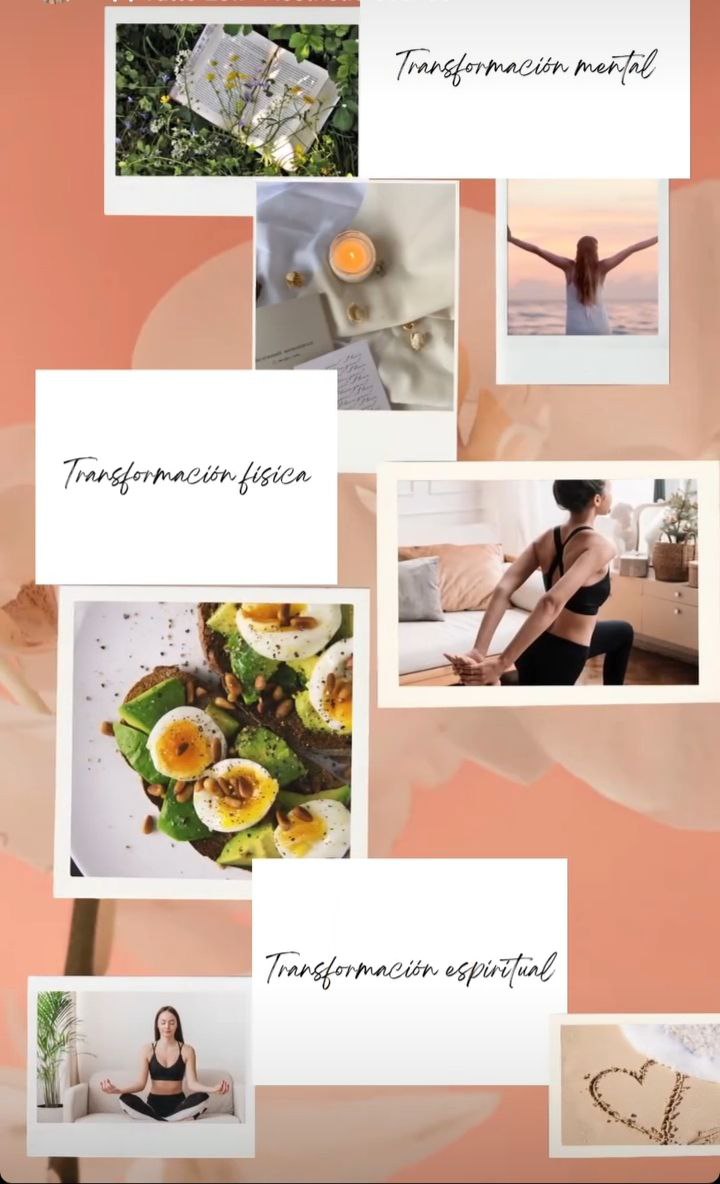 Transformación mental
Transformación física
Transformación espiritual